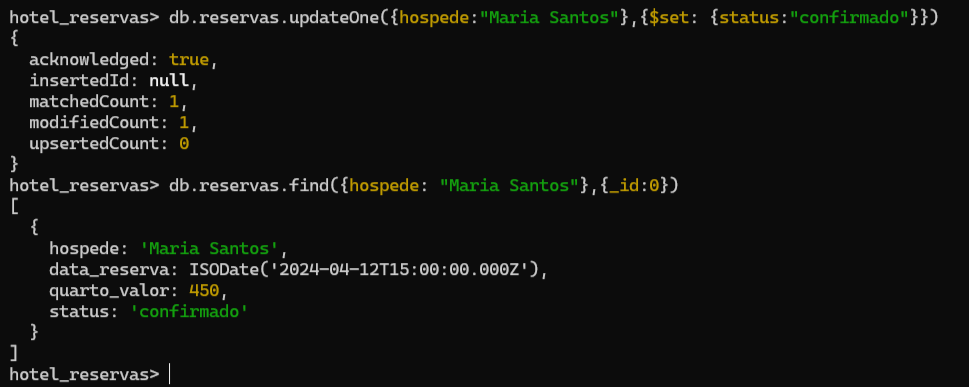 hotel_reservas> db.reservas.updateOne({hospede:"Maria Santos"},{$set: {status:"confirmado"}})
{
  acknowledged: true,
  insertedId: null,
  matchedCount: 1,
  modifiedCount: 1,
  upsertedCount: 0
}
hotel_reservas> db.reservas.find({hospede: "Maria Santos"},{_id:0})
[
  {
    hospede: 'Maria Santos',
    data_reserva: ISODate('2024-04-12T15:00:00.000Z'),
    quarto_valor: 450,
    status: 'confirmado'
  }
]
hotel_reservas>